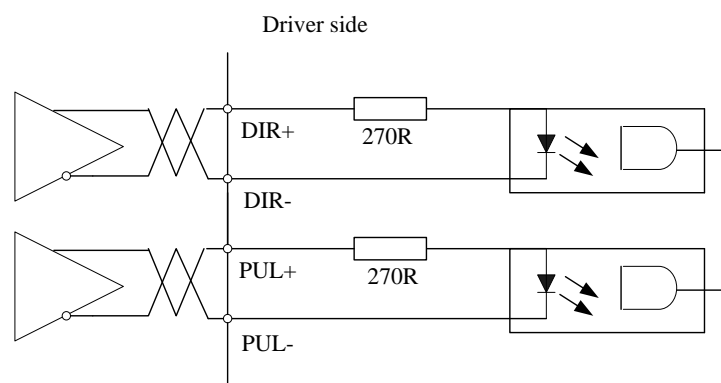 Driver side
DIR+
270R
DIR-
PUL+
270R
PUL-